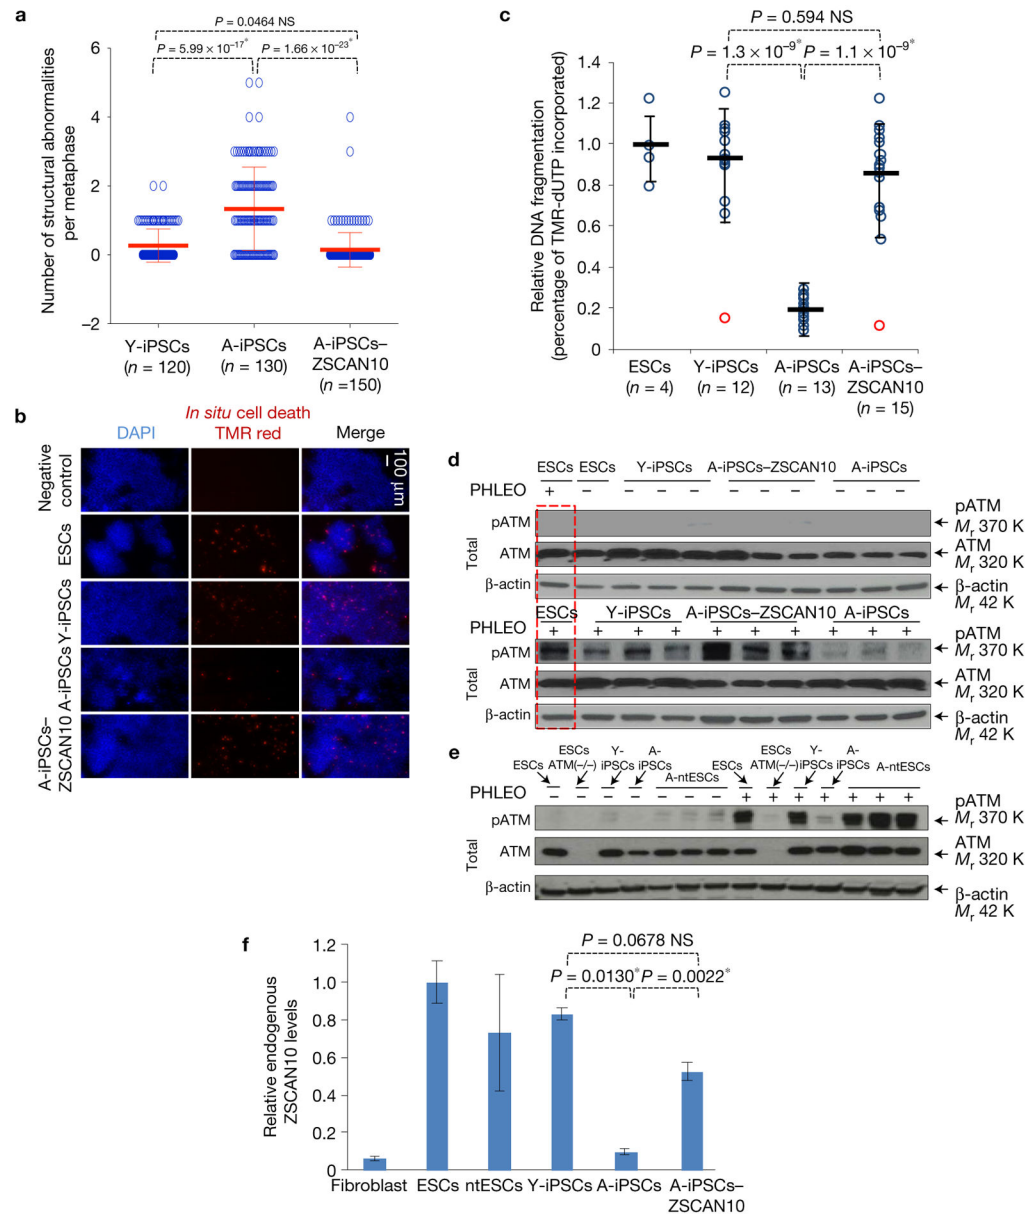 a
P = 0.0464 NS
P = 5.99 × 10–17* P = 1.66 × 10–23*
Number of structural abnormalities
per metaphase
6
4
2
0
–2
Y-iPSCs
(n = 120)
A-iPSCs
(n = 130)
A-iPSCs–
ZSCAN10
(n =150)
c
P = 0.594 NS
P = 1.3 × 10–9* P = 1.1 × 10–9*
Relative DNA fragmentation
(percentage of TMR-dUTP incorporated)
1.4
1.2
1.0
0.8
0.6
0.4
0.2
0
ESCs
(n = 4)
Y-iPSCs
(n = 12)
A-iPSCs
(n = 13)
A-iPSCs–
ZSCAN10
(n = 15)
b
In situ cell death
DAPI TMR red Merge
100 μm
Negative
control
ESCs
Y-iPSCs
A-iPSCs
A-iPSCs–
ZSCAN10
d
ESCs ESCs Y-iPSCs A-iPSCs–ZSCAN10 A-iPSCs
PHLEO + – – – – – – – – – –
pATM
pATM
Mr 370 K
Total
ATM
ATM
Mr 320 K
β-actin
β-actin
Mr 42 K
ESCs Y-iPSCs A-iPSCs–ZSCAN10 A-iPSCs
PHLEO + + + + + + + + + +
pATM
pATM
Mr 370 K
Total
ATM
ATM
Mr 320 K
β-actin
β-actin
Mr 42 K
e
ESCs ESCs ATM(–/–) Y-iPSCs A-iPSCs A-ntESCs ESCs ESCs ATM(–/–) Y-iPSCs A-iPSCs A-ntESCs
PHLEO – – – – – – – + + + + + + +
pATM
pATM
Mr 370 K
Total
ATM
ATM
Mr 320 K
β-actin
β-actin
Mr 42 K
f
P = 0.0678 NS
P = 0.0130* P = 0.0022*
Relative endogenous
ZSCAN10 levels
1.2
1.0
0.8
0.6
0.4
0.2
0
Fibroblast ESCs ntESCs Y-iPSCs A-iPSCs A-iPSCs–
ZSCAN10